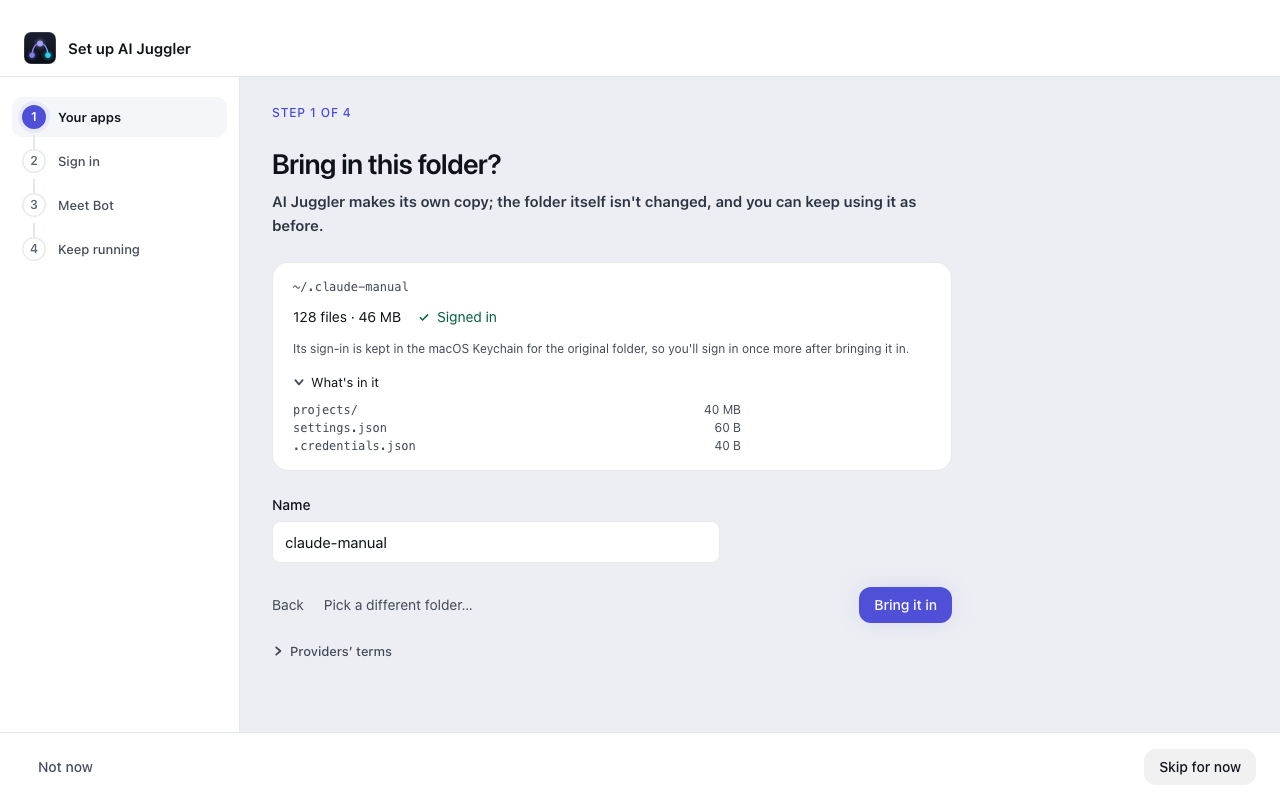 Set up AI Juggler
1 Your apps
2 Sign in
3 Meet Bot
4 Keep running
STEP 1 OF 4
Bring in this folder?
AI Juggler makes its own copy; the folder itself isn't changed, and you can keep using it as
before.
~/.claude-manual
128 files · 46 MB ✓ Signed in
Its sign-in is kept in the macOS Keychain for the original folder, so you'll sign in once more after bringing it in.
What's in it
projects/ 40 MB
settings.json 60 B
.credentials.json 40 B
Name
claude-manual
Back Pick a different folder... Bring it in
Providers’ terms
Not now Skip for now